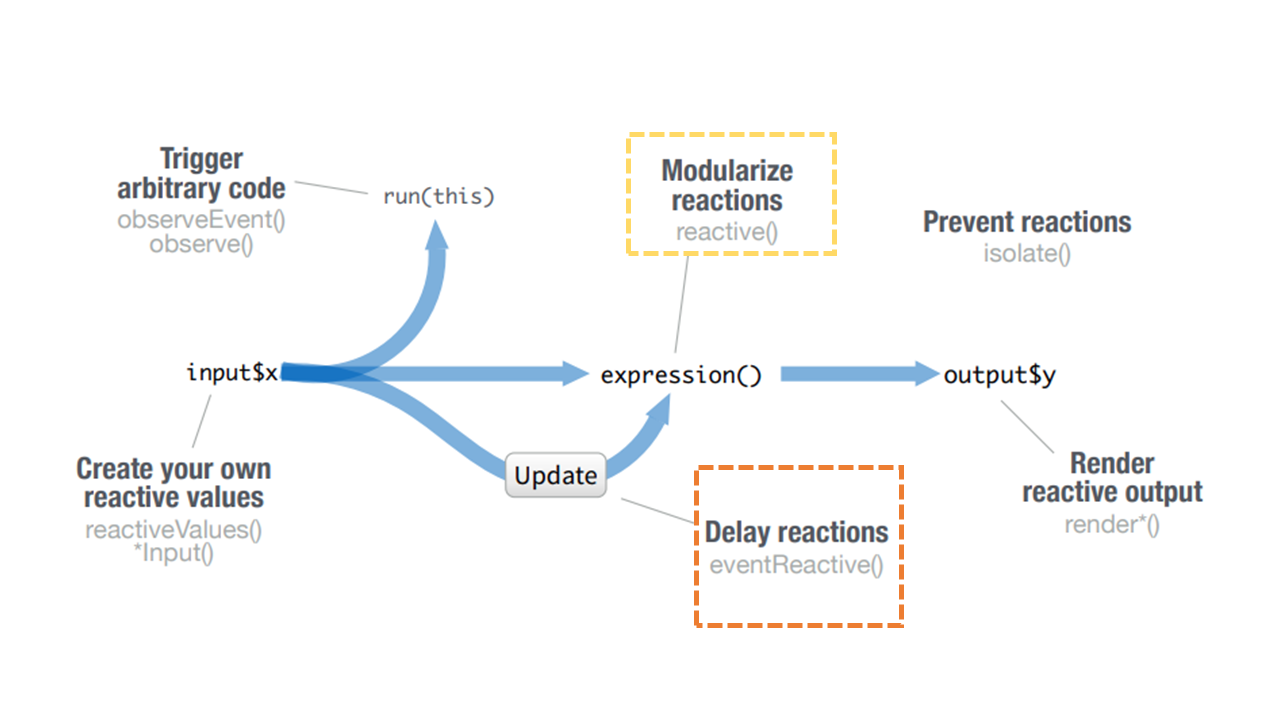 Trigger
arbitrary code
observeEvent()
observe()
run(this)
Modularize
reactions
reactive()
Prevent reactions
isolate()
input$x
expression()
output$y
Create your own
reactive values
reactiveValues()
*Input()
Update
Delay reactions
eventReactive()
Render
reactive output
render*()